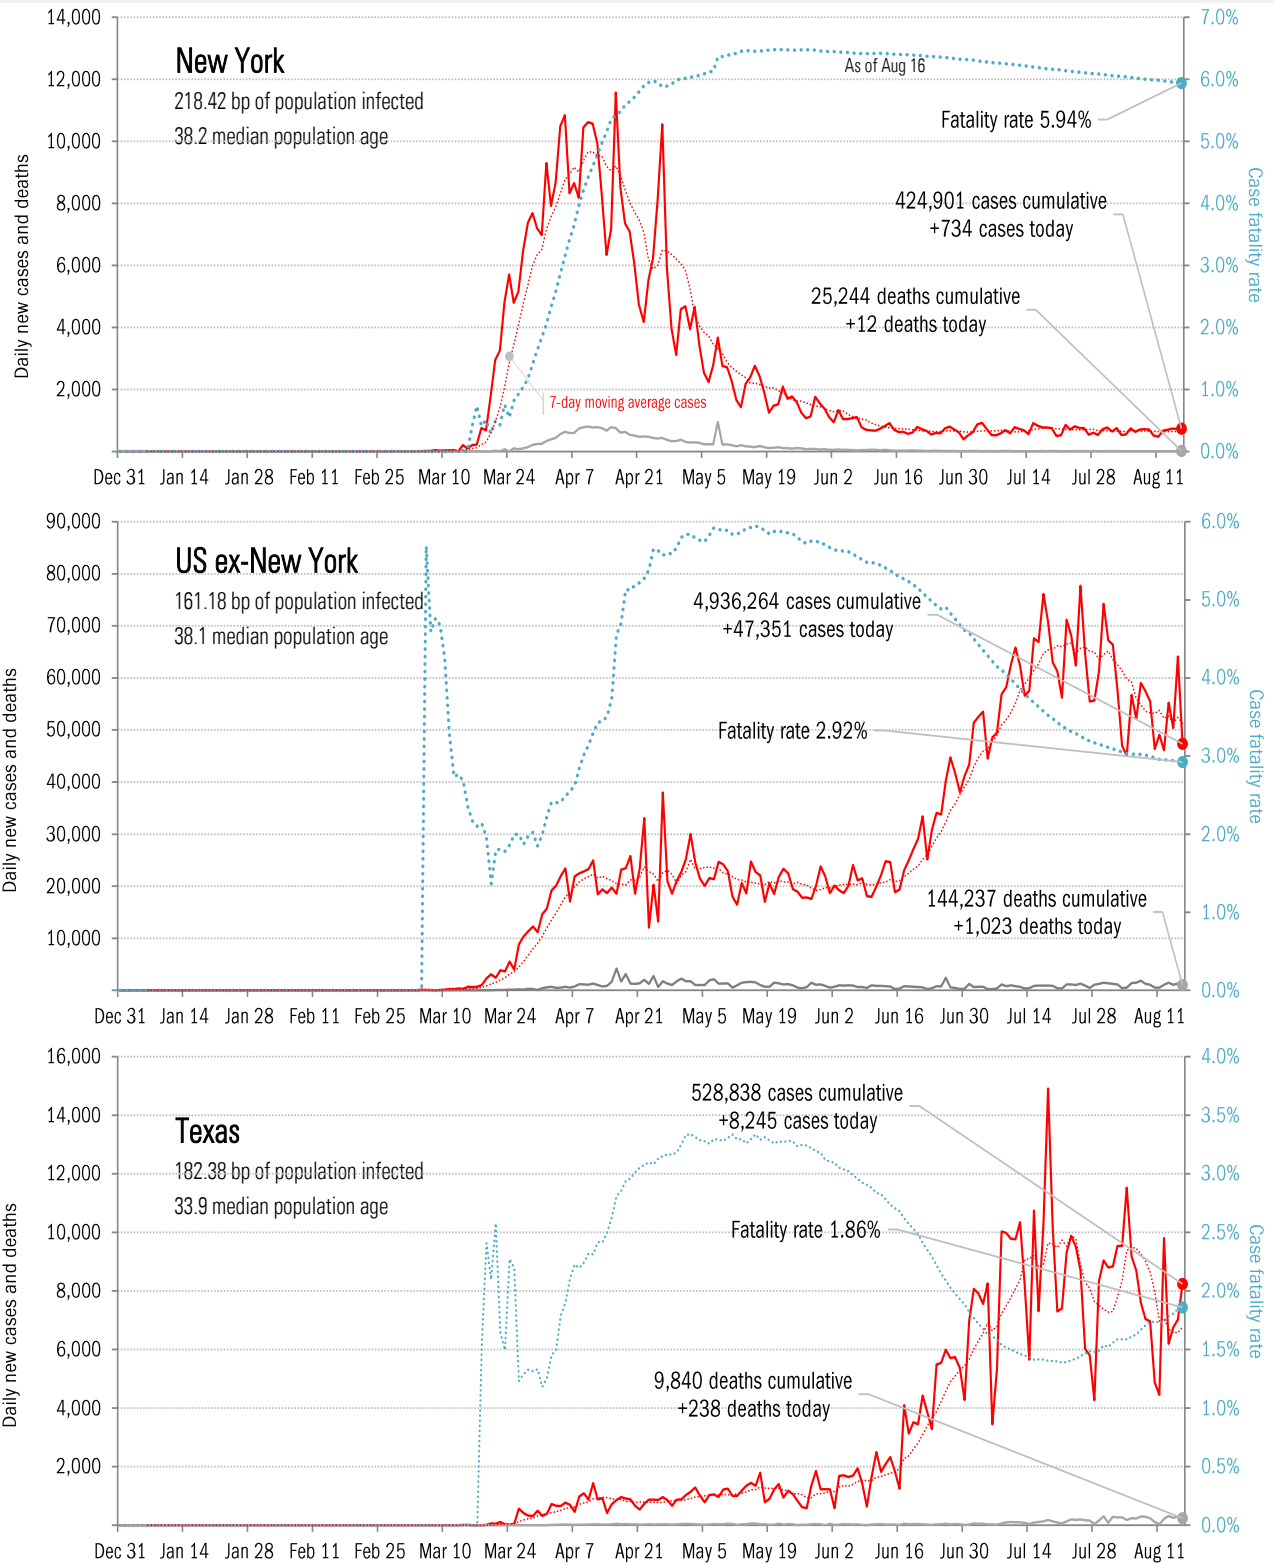 14,000
12,000
10,000
8,000
6,000
4,000
2,000
Daily new cases and deaths
New York
218.42 bp of population infected
38.2 median population age
As of Aug 16
Fatality rate 5.94%
424,901 cases cumulative
+734 cases today
25,244 deaths cumulative
+12 deaths today
7-day moving average cases
7.0%
6.0%
5.0%
4.0%
3.0%
2.0%
1.0%
0.0%
Case fatality rate
Dec 31 Jan 14 Jan 28 Feb 11 Feb 25 Mar 10 Mar 24 Apr 7 Apr 21 May 5 May 19 Jun 2 Jun 16 Jun 30 Jul 14 Jul 28 Aug 11
90,000
80,000
70,000
60,000
50,000
40,000
30,000
20,000
10,000
Daily new cases and deaths
US ex-New York
161.18 bp of population infected
38.1 median population age
4,936,264 cases cumulative
+47,351 cases today
Fatality rate 2.92%
144,237 deaths cumulative
+1,023 deaths today
6.0%
5.0%
4.0%
3.0%
2.0%
1.0%
0.0%
Case fatality rate
Dec 31 Jan 14 Jan 28 Feb 11 Feb 25 Mar 10 Mar 24 Apr 7 Apr 21 May 5 May 19 Jun 2 Jun 16 Jun 30 Jul 14 Jul 28 Aug 11
16,000
14,000
12,000
10,000
8,000
6,000
4,000
2,000
Daily new cases and deaths
Texas
182.38 bp of population infected
33.9 median population age
528,838 cases cumulative
+8,245 cases today
Fatality rate 1.86%
9,840 deaths cumulative
+238 deaths today
4.0%
3.5%
3.0%
2.5%
2.0%
1.5%
1.0%
0.5%
0.0%
Case fatality rate
Dec 31 Jan 14 Jan 28 Feb 11 Feb 25 Mar 10 Mar 24 Apr 7 Apr 21 May 5 May 19 Jun 2 Jun 16 Jun 30 Jul 14 Jul 28 Aug 11